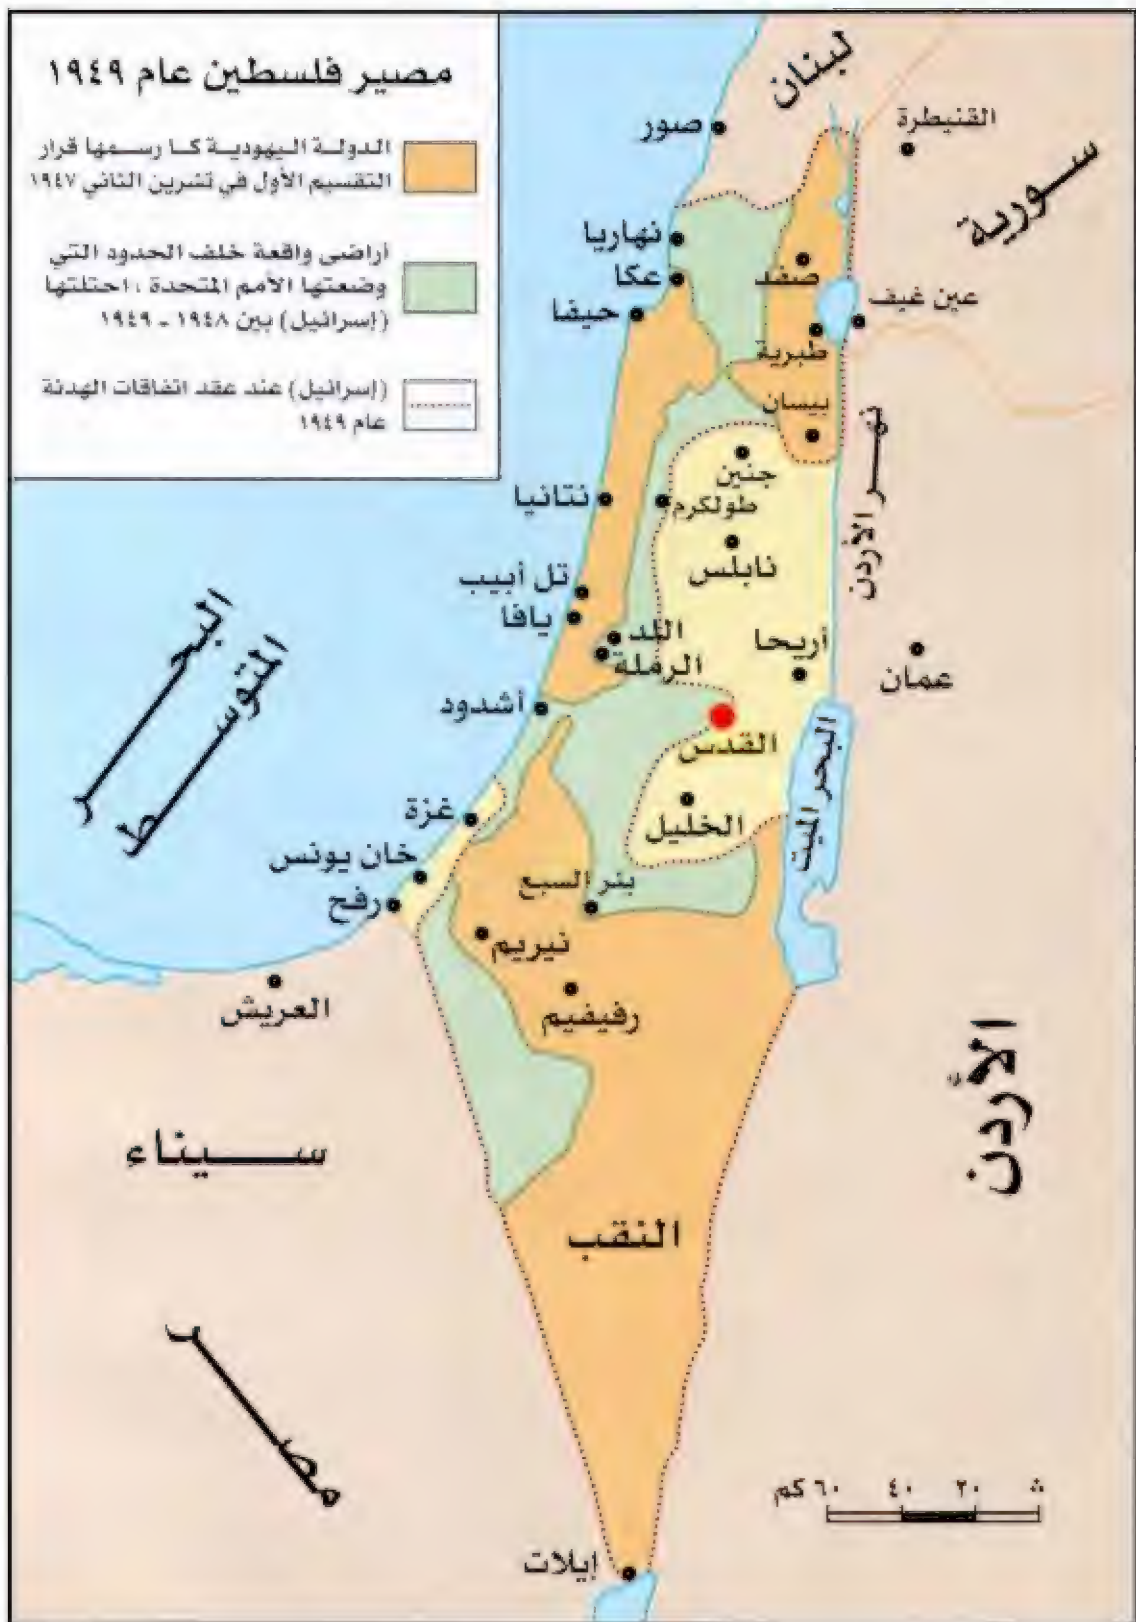 مصير فلسطين عام ١٩٤٩
الدولة اليهودية كما رسمها قرار
التقسيم الأول في تشرين الثاني ١٩٤٧
أراضي واقعة خلف الحدود التي
وضعتها الأمم المتحدة ، احتلتها
(إسرائيل) بين ١٩٤٨ - ١٩٤٩
(إسرائيل) عند عقد اتفاقات الهدنة
عام ١٩٤٩
لبنان
صور
القنيطرة
سورية
نهاريا
عكا
صفد
حيفا
عين غيف
طبرية
بيسان
نهر الأردن
جنين
نتانيا
طولكرم
نابلس
تل أبيب
يافا
اللد
الرملة
أريحا
عمان
البحر
المتوسط
أشدود
القدس
البحر الميت
غزة
الخليل
خان يونس
بئر السبع
رفح
نيريم
العريش
رفيفيم
الأردن
سيناء
النقب
مصر
٦٠ كم ٤٠ ٢٠
إيلات